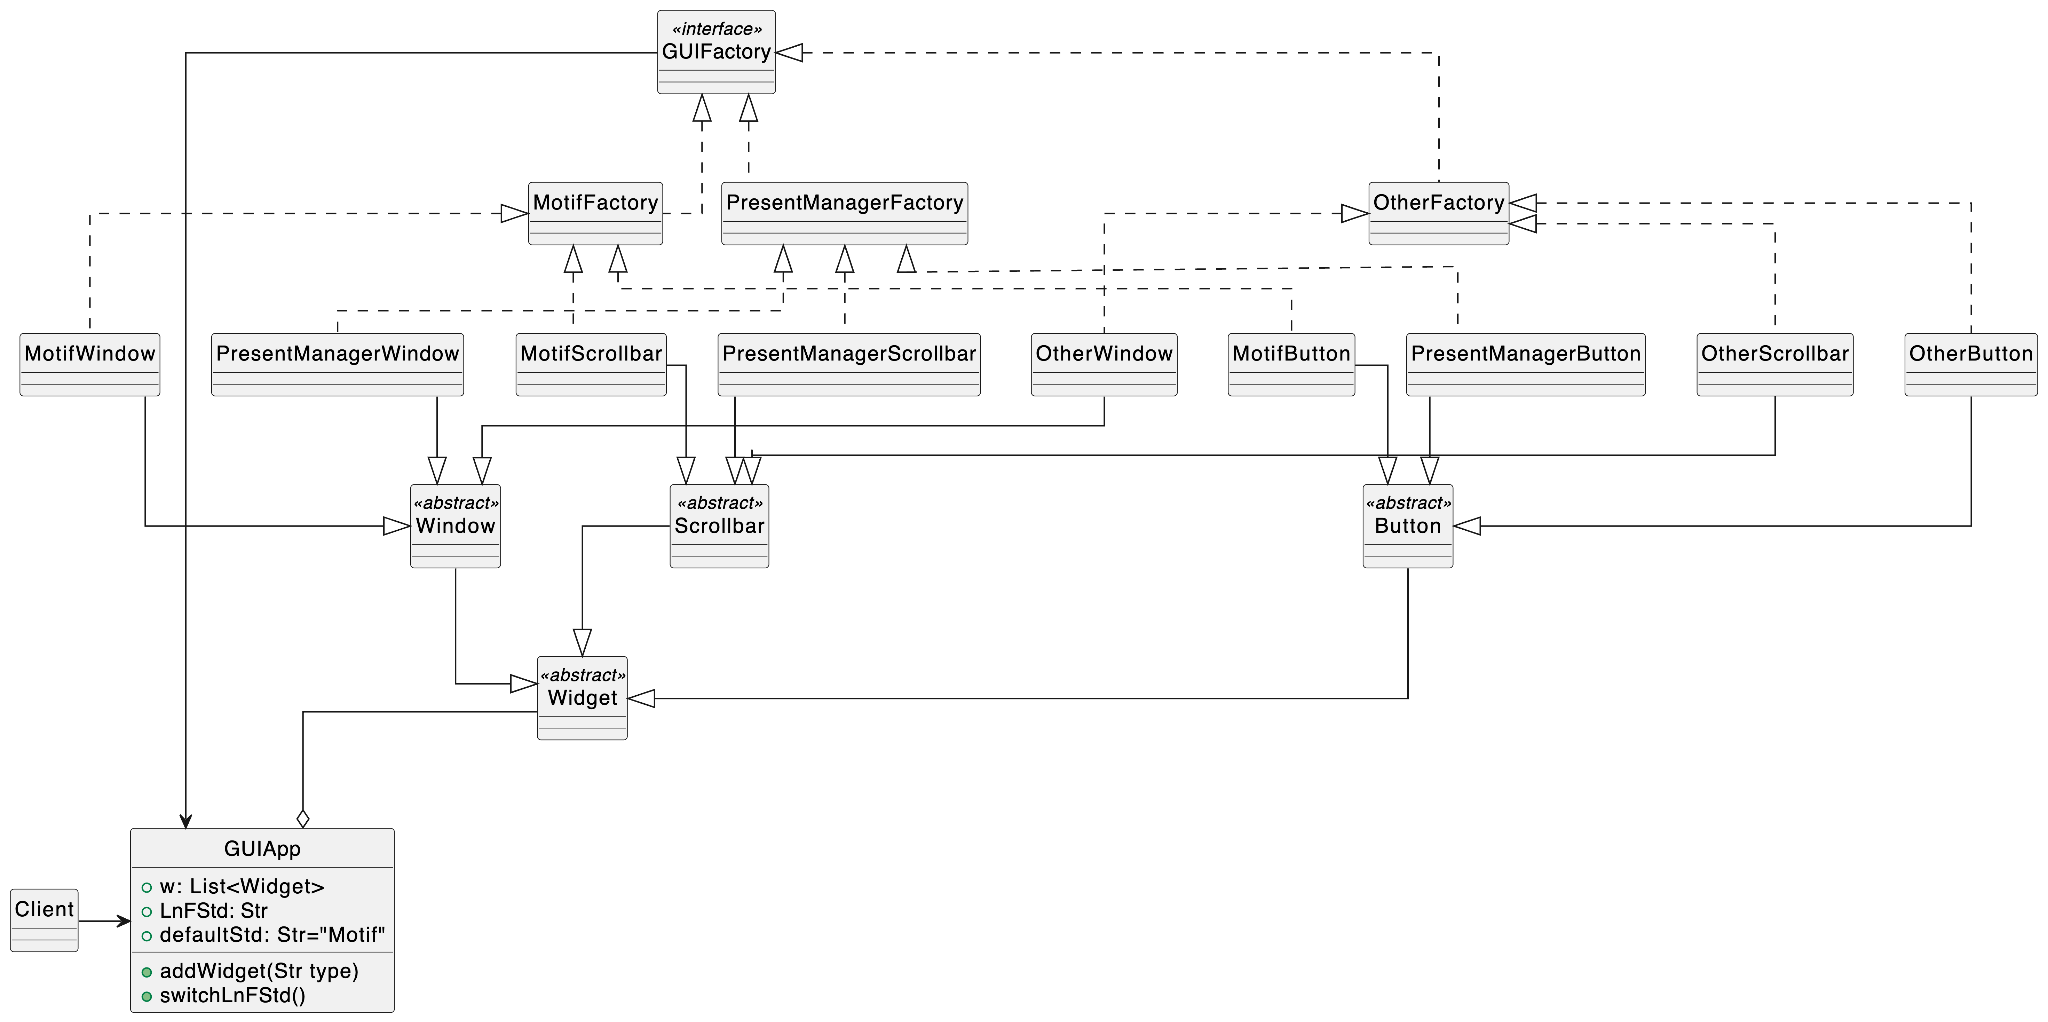 «interface»
GUIFactory
MotifFactory
PresentManagerFactory
OtherFactory
MotifWindow
PresentManagerWindow
MotifScrollbar
PresentManagerScrollbar
OtherWindow
MotifButton
PresentManagerButton
OtherScrollbar
OtherButton
«abstract»
Window
«abstract»
Scrollbar
«abstract»
Button
«abstract»
Widget
GUIApp
w: List<Widget>
LnFStd: Str
defaultStd: Str="Motif"
addWidget(Str type)
switchLnFStd()
Client